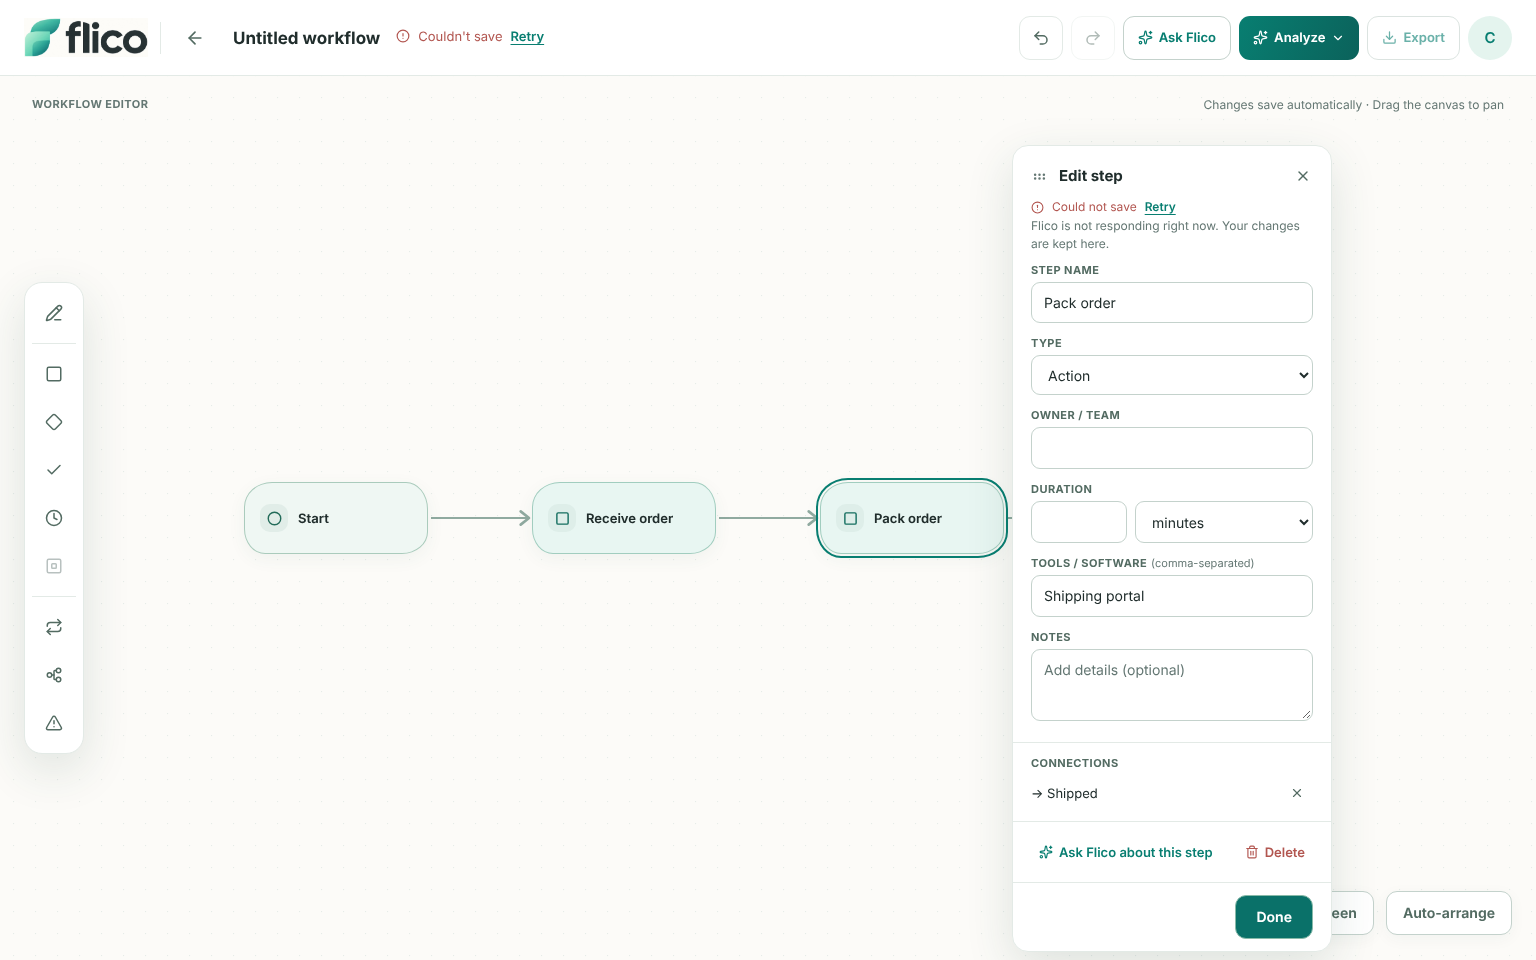 flico
Untitled workflow
Couldn't save Retry
Ask Flico
Analyze
Export
C
WORKFLOW EDITOR
Changes save automatically · Drag the canvas to pan
Start
Receive order
Pack order
Edit step
Could not save Retry
Flico is not responding right now. Your changes
are kept here.
STEP NAME
Pack order
TYPE
Action
OWNER / TEAM
DURATION
minutes
TOOLS / SOFTWARE (comma-separated)
Shipping portal
NOTES
Add details (optional)
CONNECTIONS
→ Shipped
Ask Flico about this step
Delete
Done
Auto-arrange